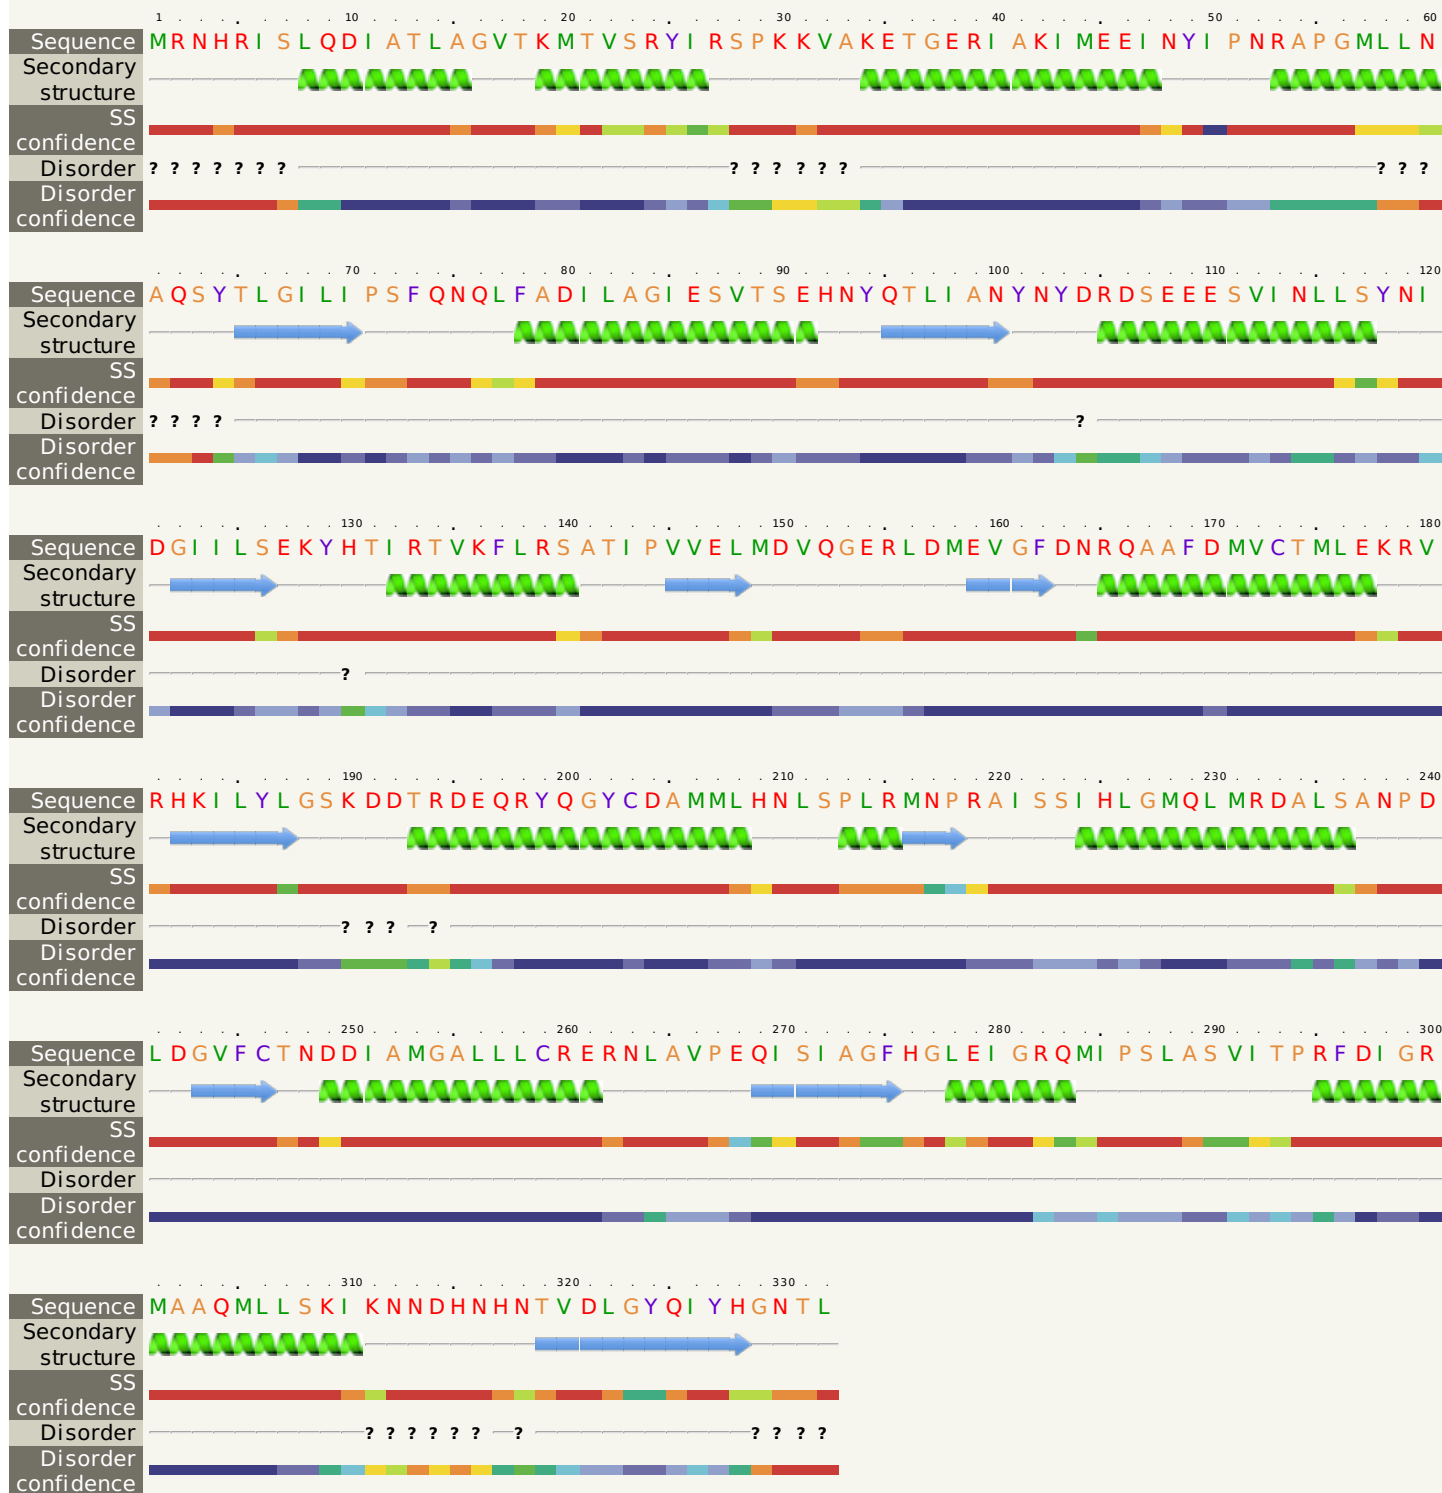 1 . . . . . . . . 10 . . . . . . . . . 20 . . . . . . . . . 30 . . . . . . . . . 40 . . . . . . . . . 50 . . . . . . . . . 60
Sequence MRNHRISLQDIATLAGVTKMTVSRYIRSPKKVAKETGERIAKIMEEINYIPNRAPGMLLN
Secondary structure
SS confidence
Disorder ? ? ? ? ? ? ? ? ? ? ? ? ? ? ? ?
Disorder confidence
. . . . . . . . . 70 . . . . . . . . . 80 . . . . . . . . . 90 . . . . . . . . . 100 . . . . . . . . . 110 . . . . . . . . . 120
Sequence AQSYTLGILIPSFQNQLFADILAGIESVTSEHNYQTLIANYNYDRDSEEESVINLLSYNI
Secondary structure
SS confidence
Disorder ? ? ? ? ?
Disorder confidence
. . . . . . . . . 130 . . . . . . . . . 140 . . . . . . . . . 150 . . . . . . . . . 160 . . . . . . . . . 170 . . . . . . . . . 180
Sequence DGIILSEKYHTIRTVKFLRSATIPVVELMDVQGERLDMEVGFDNRQAAFDMVCTMLEKRV
Secondary structure
SS confidence
Disorder ?
Disorder confidence
. . . . . . . . . 190 . . . . . . . . . 200 . . . . . . . . . 210 . . . . . . . . . 220 . . . . . . . . . 230 . . . . . . . . . 240
Sequence RHKILYLGSKDDTRDEQRYQGYCDAMMLHNLSPLRMNPRAISSIHLGMQLMRDALSANPD
Secondary structure
SS confidence
Disorder ? ? ? ?
Disorder confidence
. . . . . . . . . 250 . . . . . . . . . 260 . . . . . . . . . 270 . . . . . . . . . 280 . . . . . . . . . 290 . . . . . . . . . 300
Sequence LDGVFCTNDDIAMGALLLCRERNLAVPEQISIAGFHGLEIGRQMIPSLASVITPRFDIGR
Secondary structure
SS confidence
Disorder
Disorder confidence
. . . . . . . . . 310 . . . . . . . . . 320 . . . . . . . . . 330 . .
Sequence MAAQMLLSKIKNNDHNHNTVDLGYQIYHGNTL
Secondary structure
SS confidence
Disorder ? ? ? ? ? ? ? ? ? ? ?
Disorder confidence